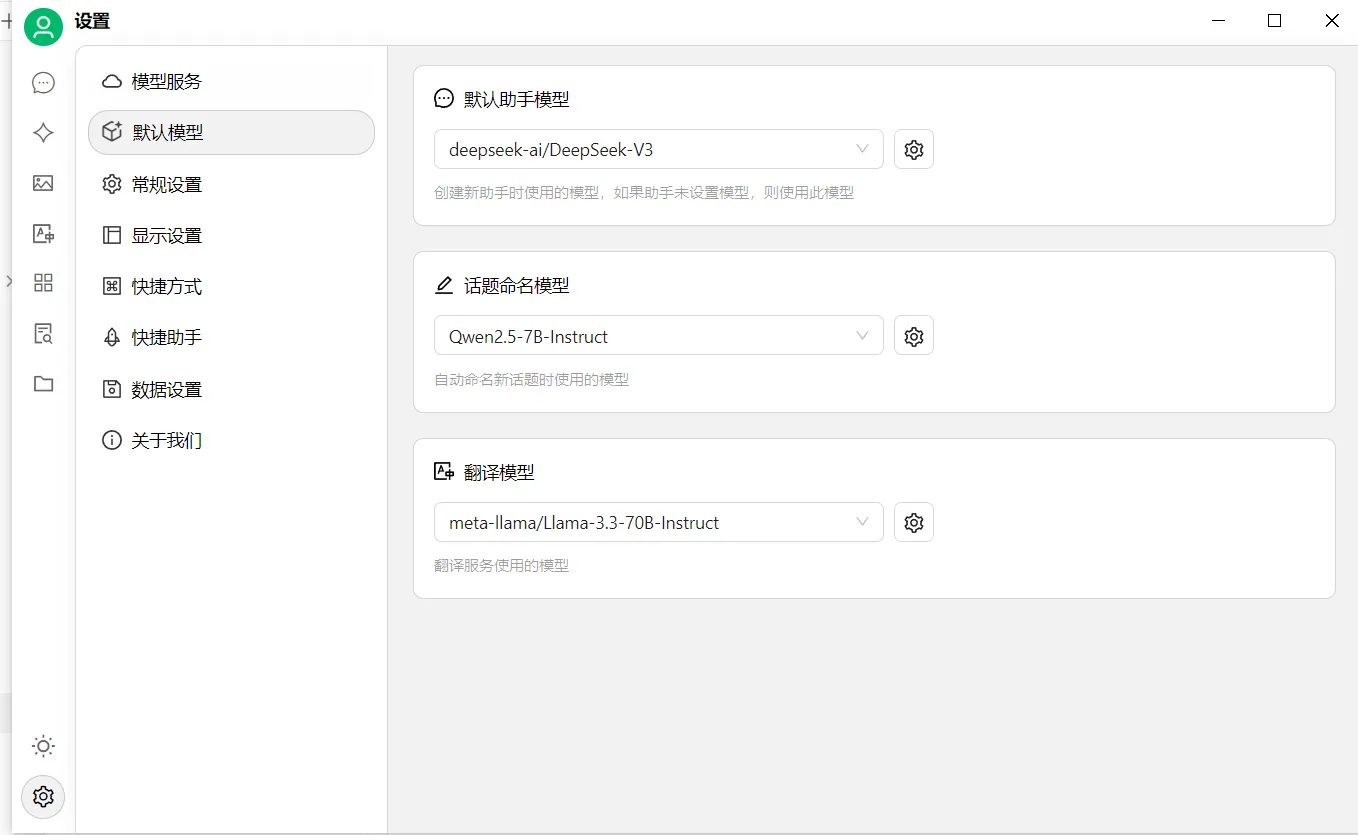 设置
模型服务
默认模型
常规设置
显示设置
快捷方式
快捷助手
数据设置
关于我们
默认助手模型
deepseek-ai/DeepSeek-V3
创建新助手时使用的模型，如果助手未设置模型，则使用此模型
话题命名模型
Qwen2.5-7B-Instruct
自动命名新话题时使用的模型
翻译模型
meta-llama/Llama-3.3-70B-Instruct
翻译服务使用的模型